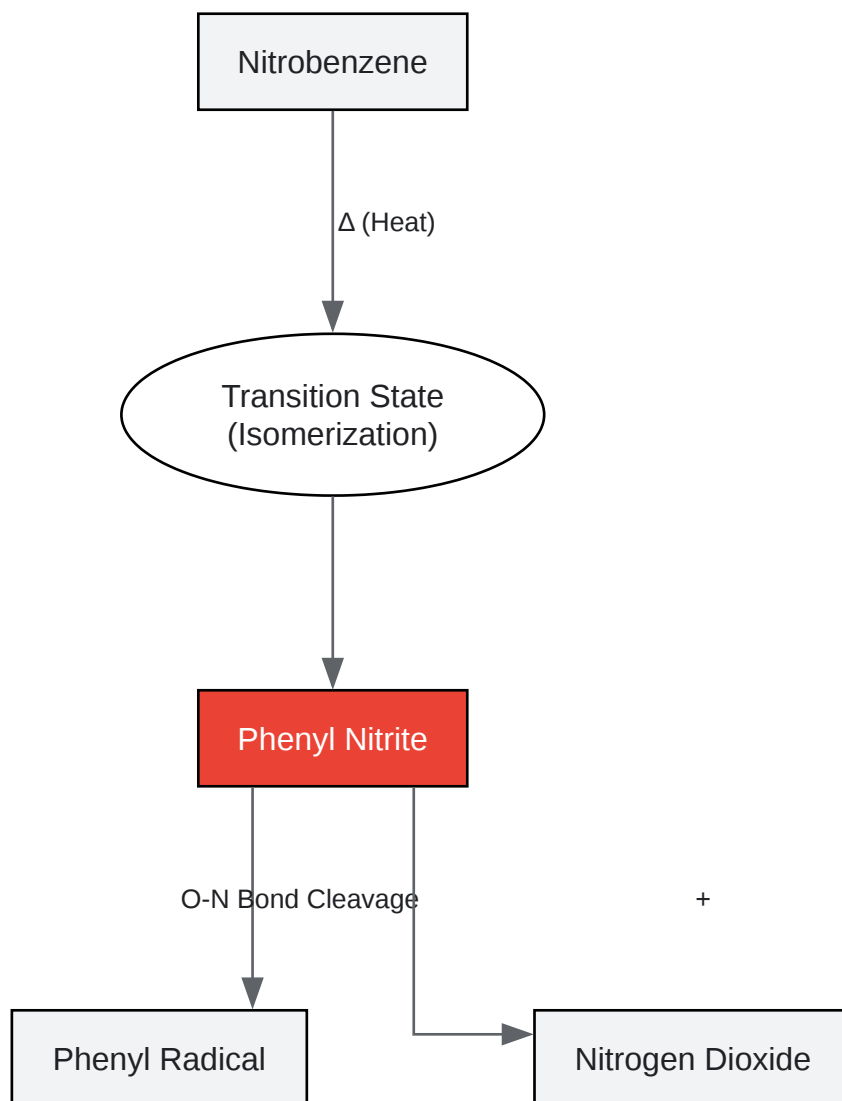 Nitrobenzene
Δ (Heat)
Transition State
(Isomerization)
Phenyl Nitrite
O-N Bond Cleavage
+
Phenyl Radical
Nitrogen Dioxide